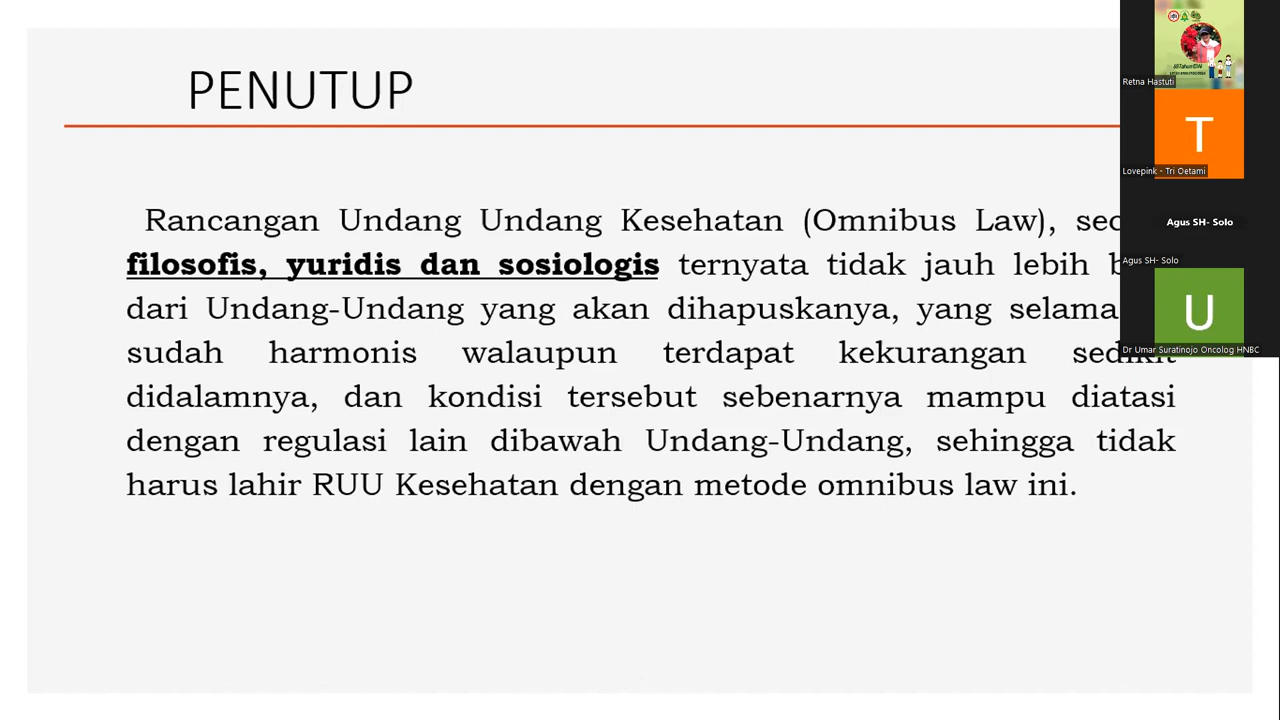 PENUTUP
Rancangan Undang Undang Kesehatan (Omnibus Law),
filosofis, yuridis dan sosiologis ternyata tidak jauh lebih
dari Undang-Undang yang akan dihapuskanya, yang
sudah harmonis walaupun terdapat kekurangan sedikit
didalamnya, dan kondisi tersebut sebenarnya mampu diatasi
dengan regulasi lain dibawah Undang-Undang, sehingga tidak
harus lahir RUU Kesehatan dengan metode omnibus law ini.
Retna Hastuti
T
Lovepink - Tri Oetami
Agus SH- Solo
Agus SH- Solo
U
Dr Umar Suratinojo Oncolog HNBC